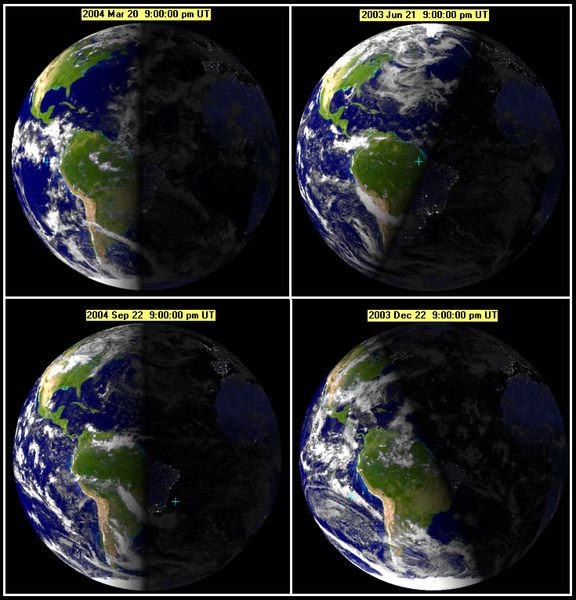 2004 Mar 20  9:00:00 pm UT
2003 Jun 21  9:00:00 pm UT
2004 Sep 22  9:00:00 pm UT
2003 Dec 22  9:00:00 pm UT